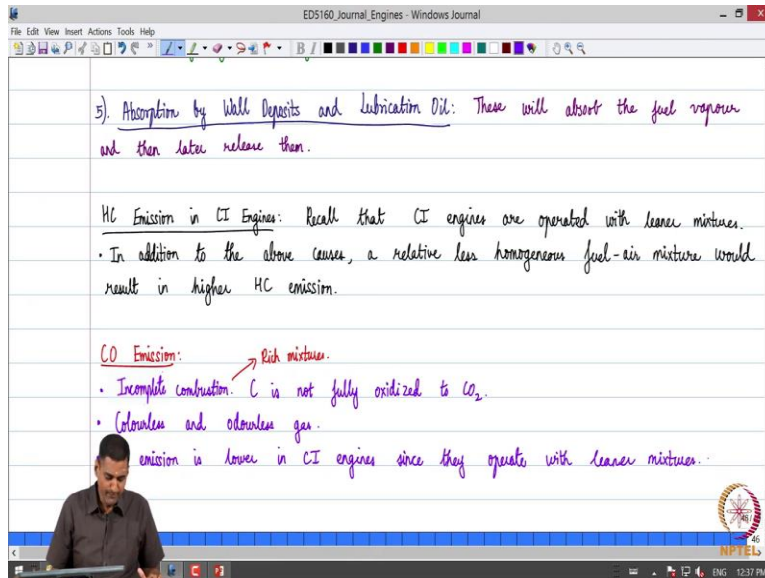 ED5160_Journal_Engines - Windows Journal
File Edit View Insert Actions Tools Help
5). Absorption by Wall Deposits and Lubrication Oil: These will absorb the fuel vapour
and then later release them.
HC Emission in CI Engines: Recall that CI engines are operated with leaner mixtures.
· In addition to the above causes, a relative less homogeneous fuel-air mixture would
result in higher HC emission.
CO Emission:
Rich mixtures.
· Incomplete combustion. C is not fully oxidized to CO₂.
· Colourless and odourless gas.
emission is lower in CI engines since they operate with leaner mixtures.
46
NPTEL
ENG 12:37 PM